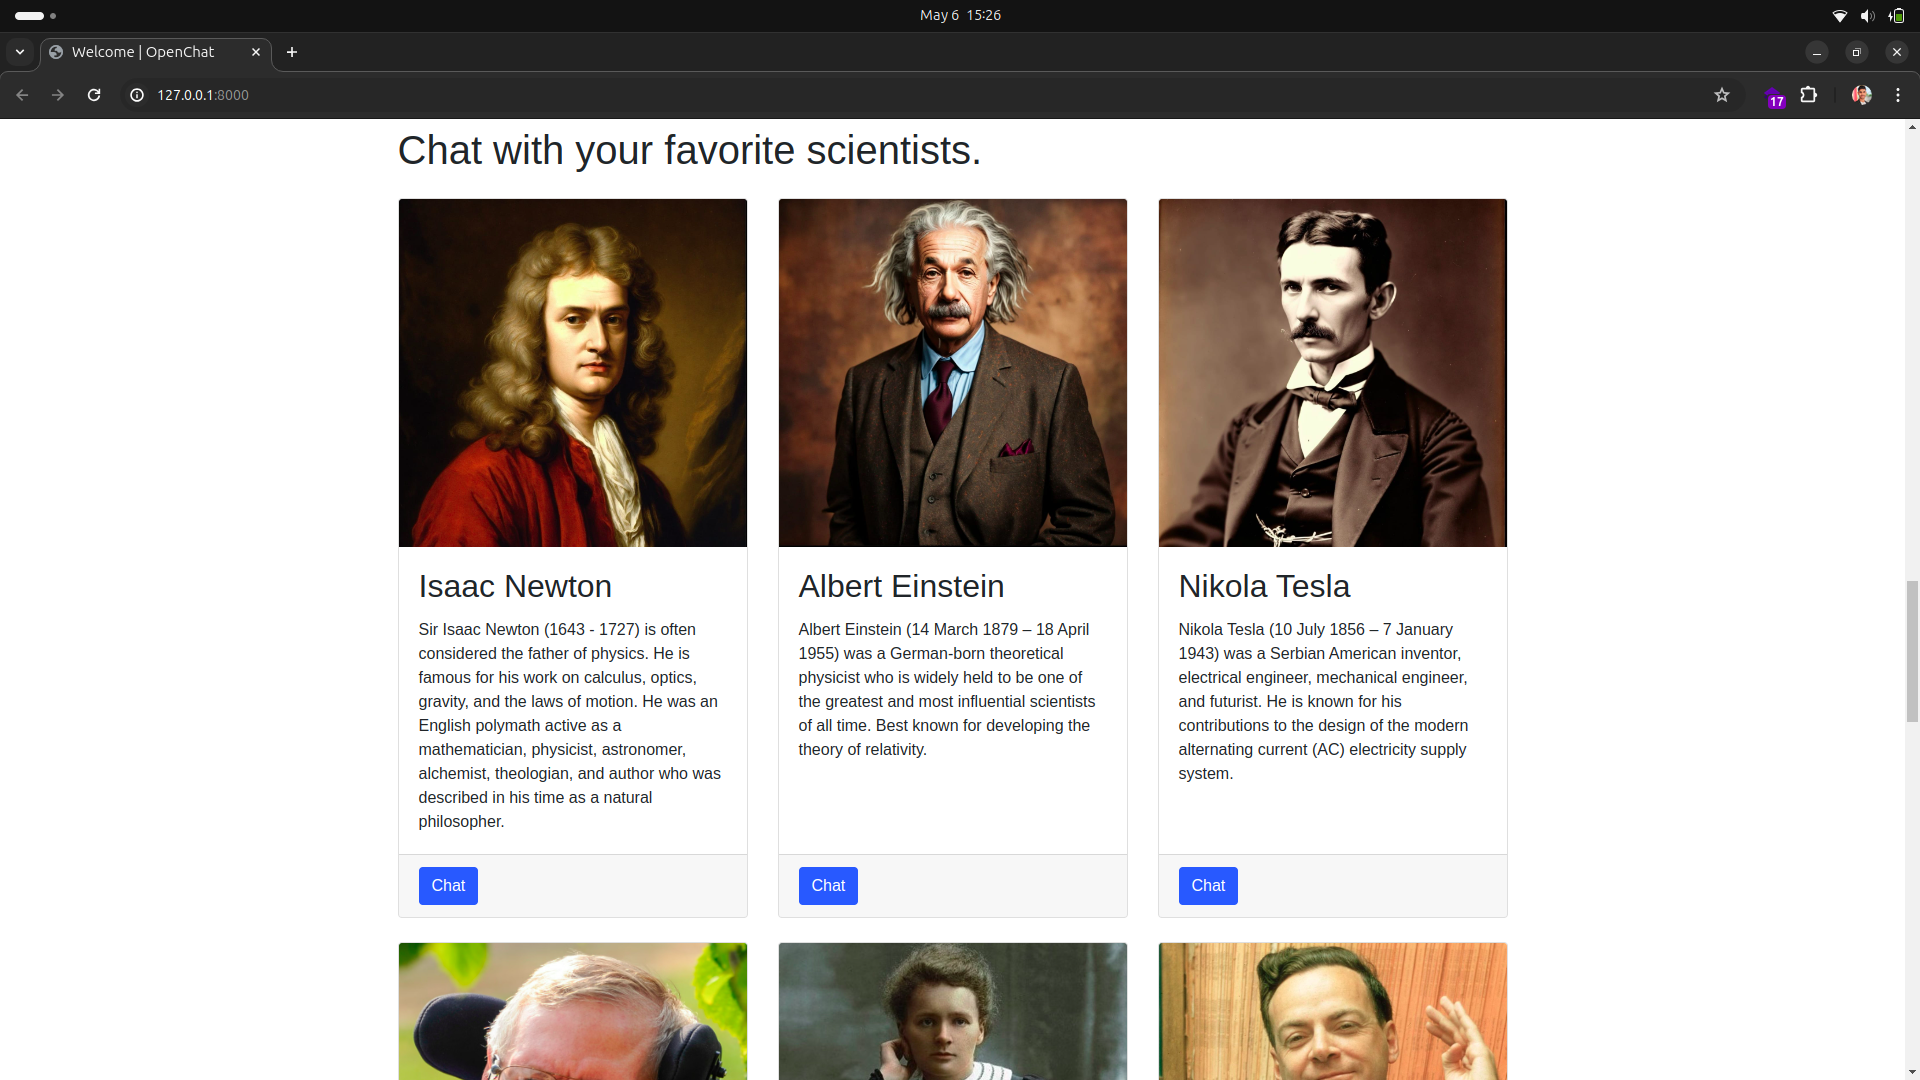 May 6 15:26
Welcome | OpenChat
127.0.0.1:8000
17
Chat with your favorite scientists.
Isaac Newton
Sir Isaac Newton (1643 - 1727) is often
considered the father of physics. He is
famous for his work on calculus, optics,
gravity, and the laws of motion. He was an
English polymath active as a
mathematician, physicist, astronomer,
alchemist, theologian, and author who was
described in his time as a natural
philosopher.
Chat
Albert Einstein
Albert Einstein (14 March 1879 – 18 April
1955) was a German-born theoretical
physicist who is widely held to be one of
the greatest and most influential scientists
of all time. Best known for developing the
theory of relativity.
Chat
Nikola Tesla
Nikola Tesla (10 July 1856 – 7 January
1943) was a Serbian American inventor,
electrical engineer, mechanical engineer,
and futurist. He is known for his
contributions to the design of the modern
alternating current (AC) electricity supply
system.
Chat